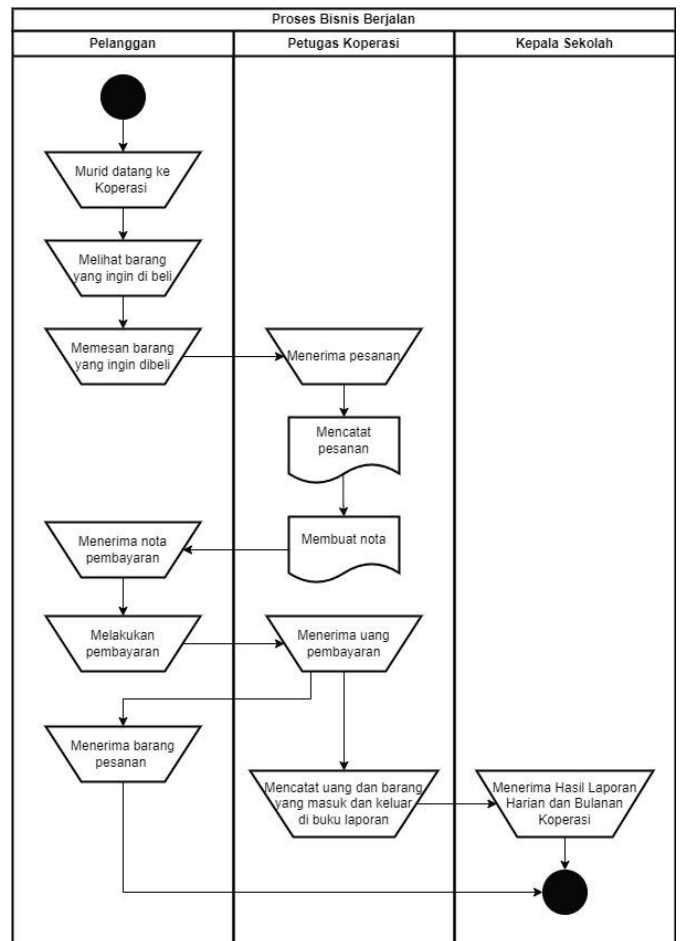 Proses Bisnis Berjalan
Pelanggan
Petugas Koperasi
Kepala Sekolah
Murid datang ke
Koperasi
Melihat barang
yang ingin di beli
Memesan barang
yang ingin dibeli
Menerima pesanan
Mencatat
pesanan
Membuat nota
Menerima nota
pembayaran
Melakukan
pembayaran
Menerima uang
pembayaran
Menerima barang
pesanan
Mencatat uang dan barang
yang masuk dan keluar
di buku laporan
Menerima Hasil Laporan
Harian dan Bulanan
Koperasi